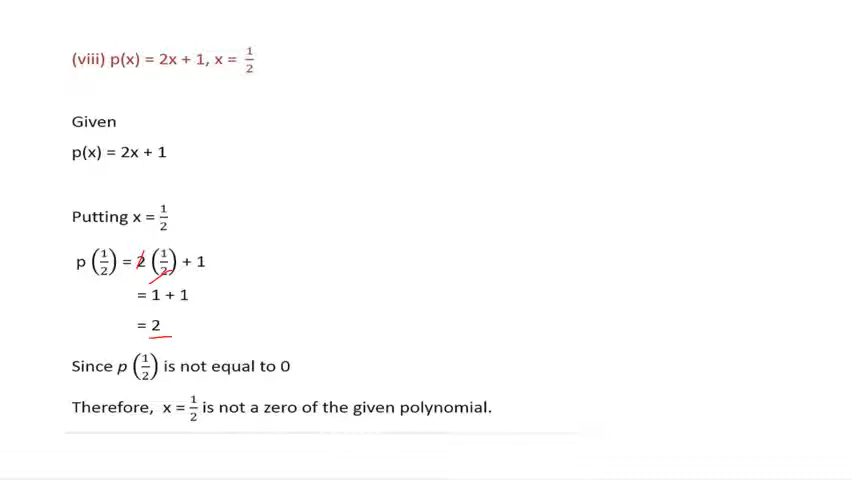 (viii) p(x) = 2x + 1, x = 1/2
Given
p(x) = 2x + 1
Putting x = 1/2
p (1/2) = 2 (1/2) + 1
= 1 + 1
= 2
Since p (1/2) is not equal to 0
Therefore, x = 1/2 is not a zero of the given polynomial.